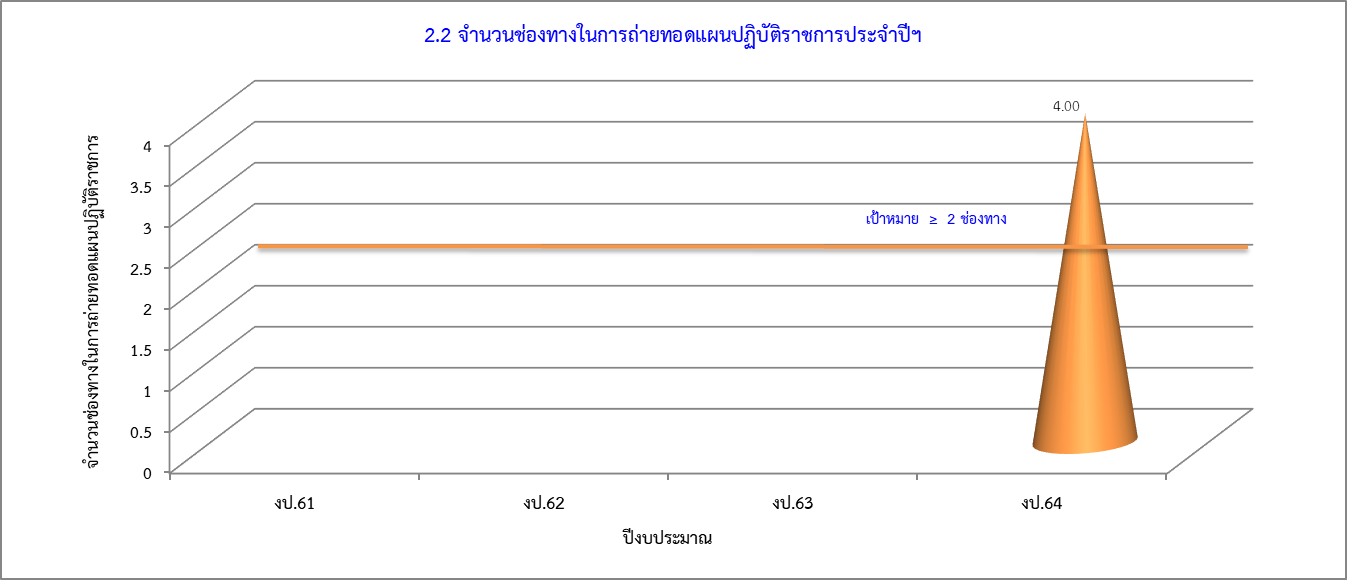 2.2 จำนวนช่องทางในการถ่ายทอดแผนปฏิบัติราชการประจำปีฯ
จำนวนช่องทางในการถ่ายทอดแผนปฏิบัติราชการ
4.00
เป้าหมาย ≥ 2 ช่องทาง
4
3.5
3
2.5
2
1.5
1
0.5
0
งป.61 งป.62 งป.63 งป.64
ปีงบประมาณ